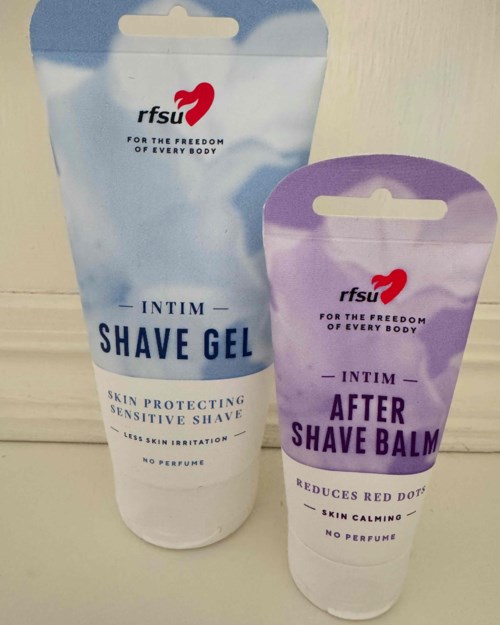 rfsu
FOR THE FREEDOM
OF EVERY BODY
INTIM
SHAVE GEL
SKIN PROTECTING
SENSITIVE SHAVE
LESS SKIN IRRITATION
NO PERFUME
rfsu
FOR THE FREEDOM
OF EVERY BODY
INTIM
AFTER
SHAVE BALM
REDUCES RED DOTS
SKIN CALMING
NO PERFUME